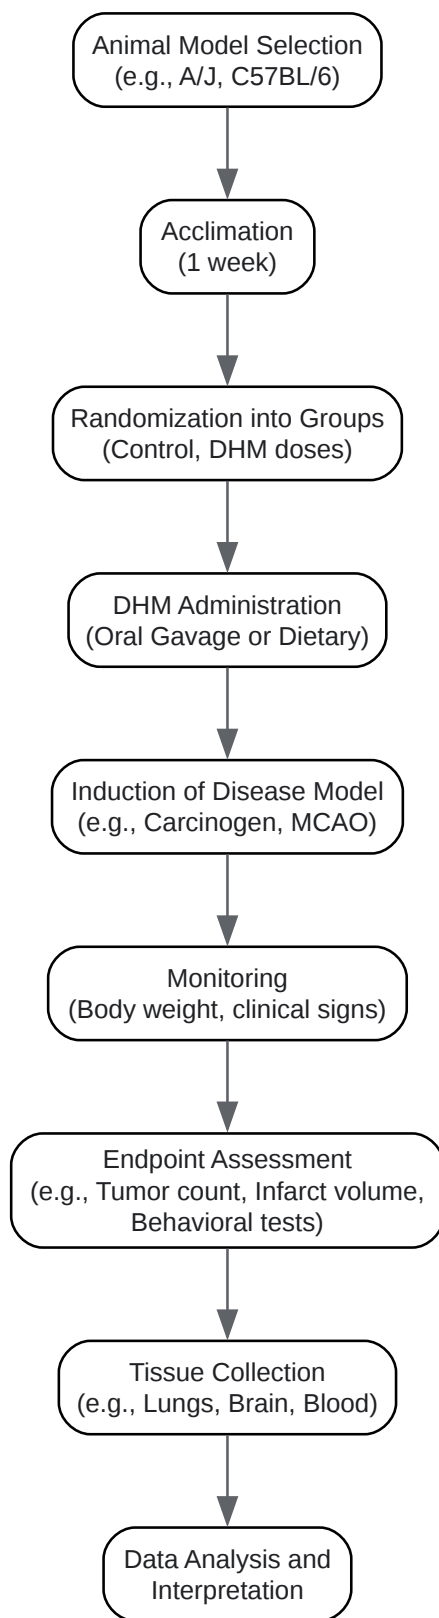 Animal Model Selection
(e.g., A/J, C57BL/6)
Acclimation
(1 week)
Randomization into Groups
(Control, DHM doses)
DHM Administration
(Oral Gavage or Dietary)
Induction of Disease Model
(e.g., Carcinogen, MCAO)
Monitoring
(Body weight, clinical signs)
Endpoint Assessment
(e.g., Tumor count, Infarct volume,
Behavioral tests)
Tissue Collection
(e.g., Lungs, Brain, Blood)
Data Analysis and
Interpretation